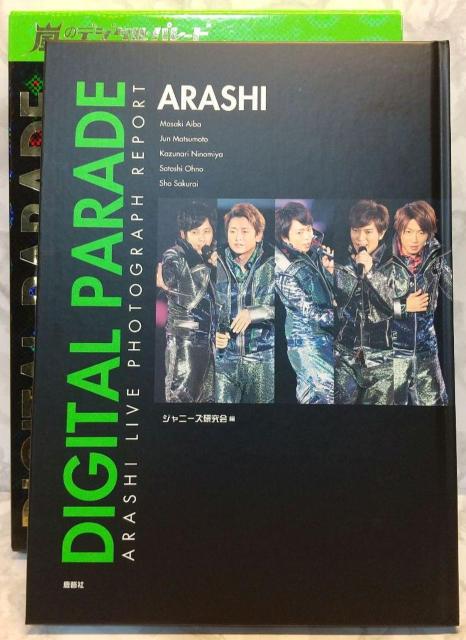 嵐のデジタルパレード
DIGITAL PARADE
DIGITAL PARADE
ARASHI LIVE PHOTOGRAPH REPORT
ARASHI
Masaki Aiba
Jun Matsumoto
Kazunari Ninomiya
Satoshi Ohno
Sho Sakurai
ジャニーズ研究会 編
鹿砦社